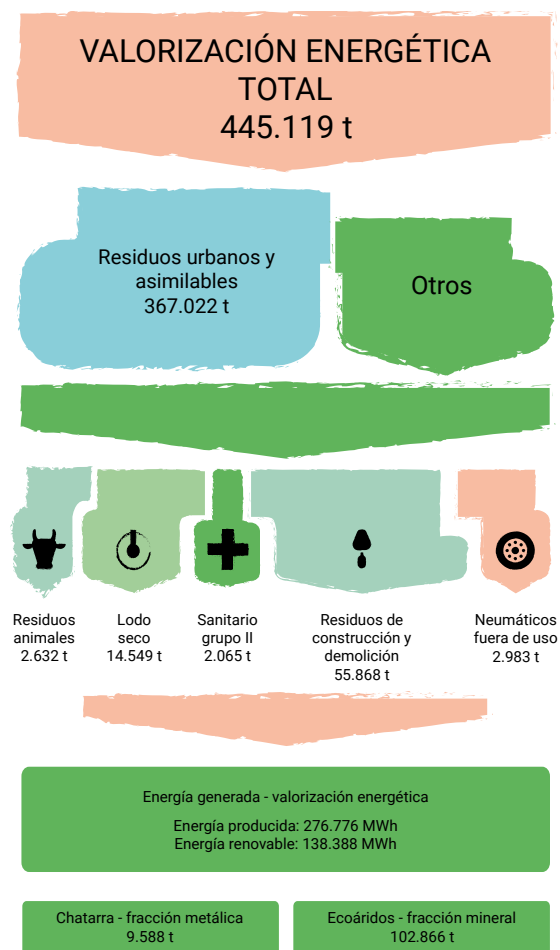 VALORIZACIÓN ENERGÉTICA
TOTAL
445.119 t
Residuos urbanos y
asimilables
367.022 t
Otros
Residuos
animales
2.632 t
Lodo
seco
14.549 t
Sanitario
grupo II
2.065 t
Residuos de
construcción y
demolición
55.868 t
Neumáticos
fuera de uso
2.983 t
Energía generada - valorización energética
Energía producida: 276.776 MWh
Energía renovable: 138.388 MWh
Chatarra - fracción metálica
9.588 t
Ecoáridos - fracción mineral
102.866 t